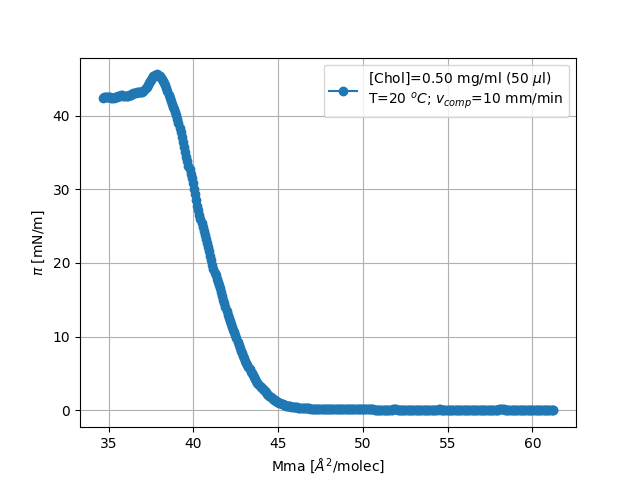 [Chol]=0.50 mg/ml (50 μl)
T=20 °C; v_comp=10 mm/min
40
30
20
10
0
π [mN/m]
35 40 45 50 55 60
Mma [Å²/molec]